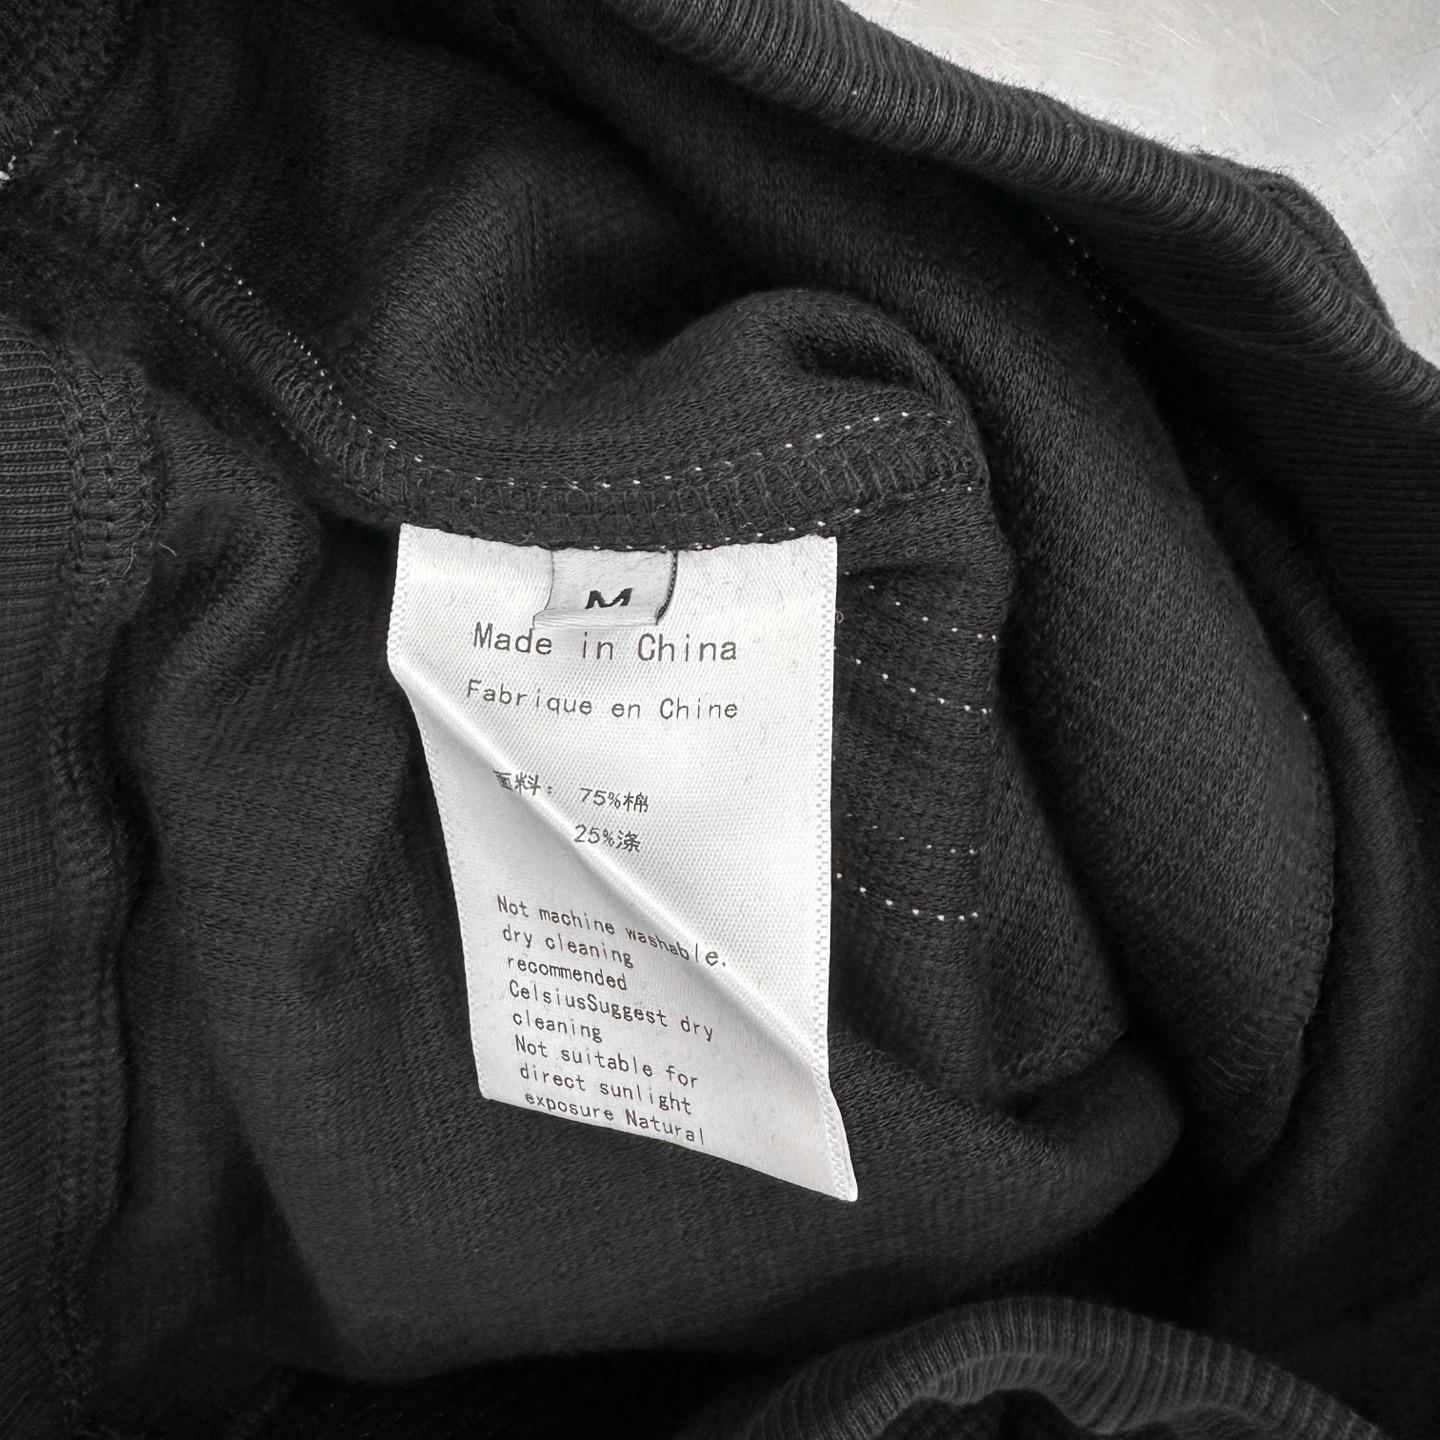 M
Made in China
Fabrique en Chine
面料: 75%棉
25%涤
Not machine washable.
dry cleaning
recommended
CelsiusSuggest dry
cleaning
Not suitable for
direct sunlight
exposure Natural